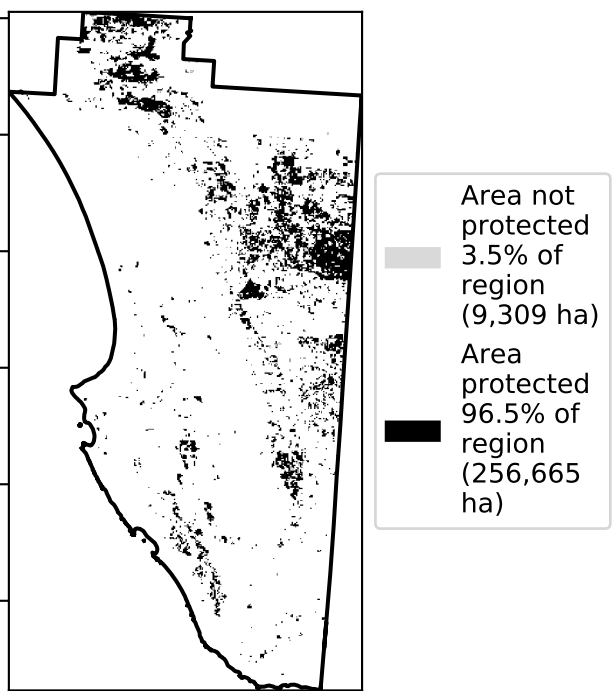 Area not
protected
3.5% of
region
(9,309 ha)
Area
protected
96.5% of
region
(256,665
ha)